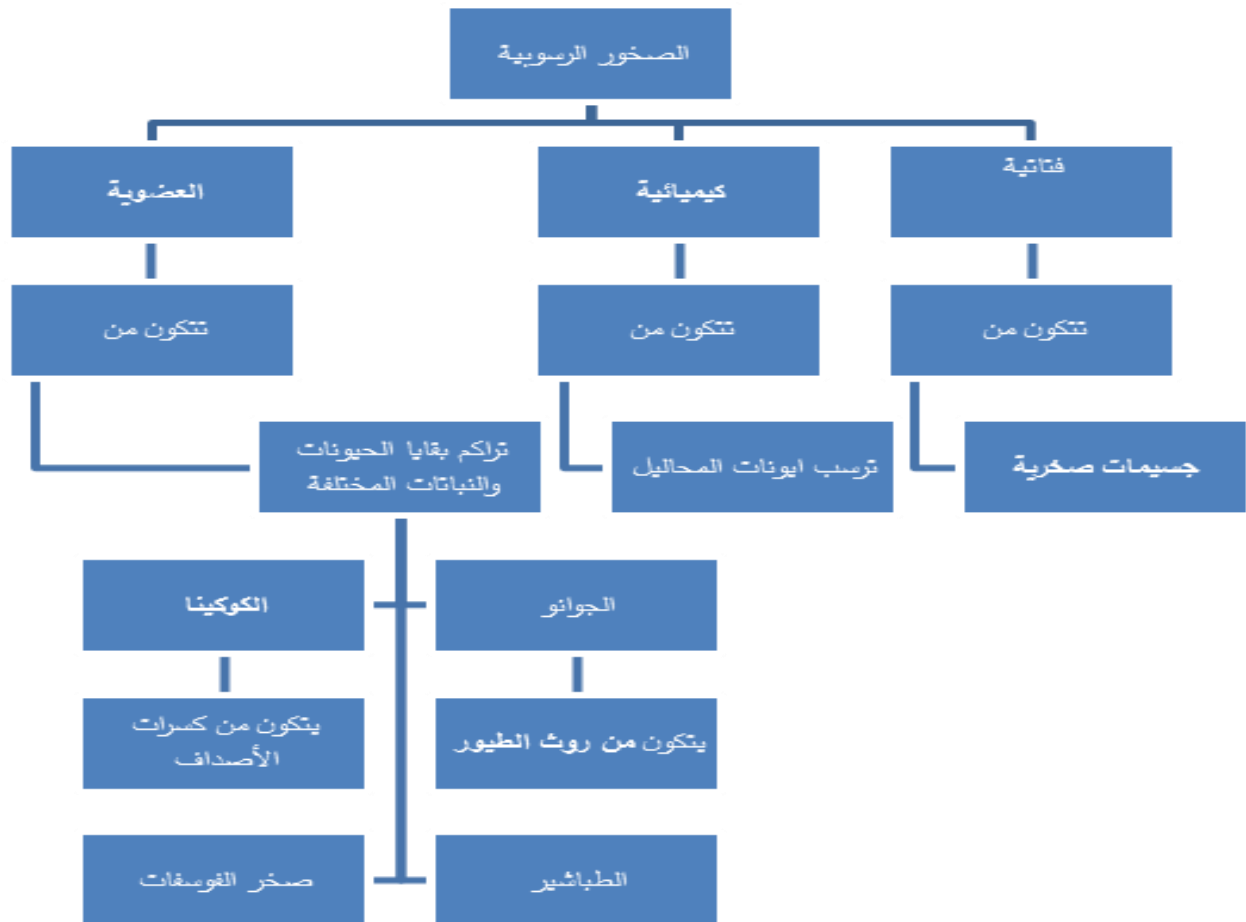 الصخور الرسوبية
فتاتية
كيميائية
العضوية
تتكون من
تتكون من
تتكون من
جسيمات صخرية
ترسب ايونات المحاليل
تراكم بقايا الحيونات
والنباتات المختلفة
الجوانو
الكوكينا
يتكون من روث الطيور
يتكون من كسرات
الأصداف
الطباشير
صخر الفوسفات